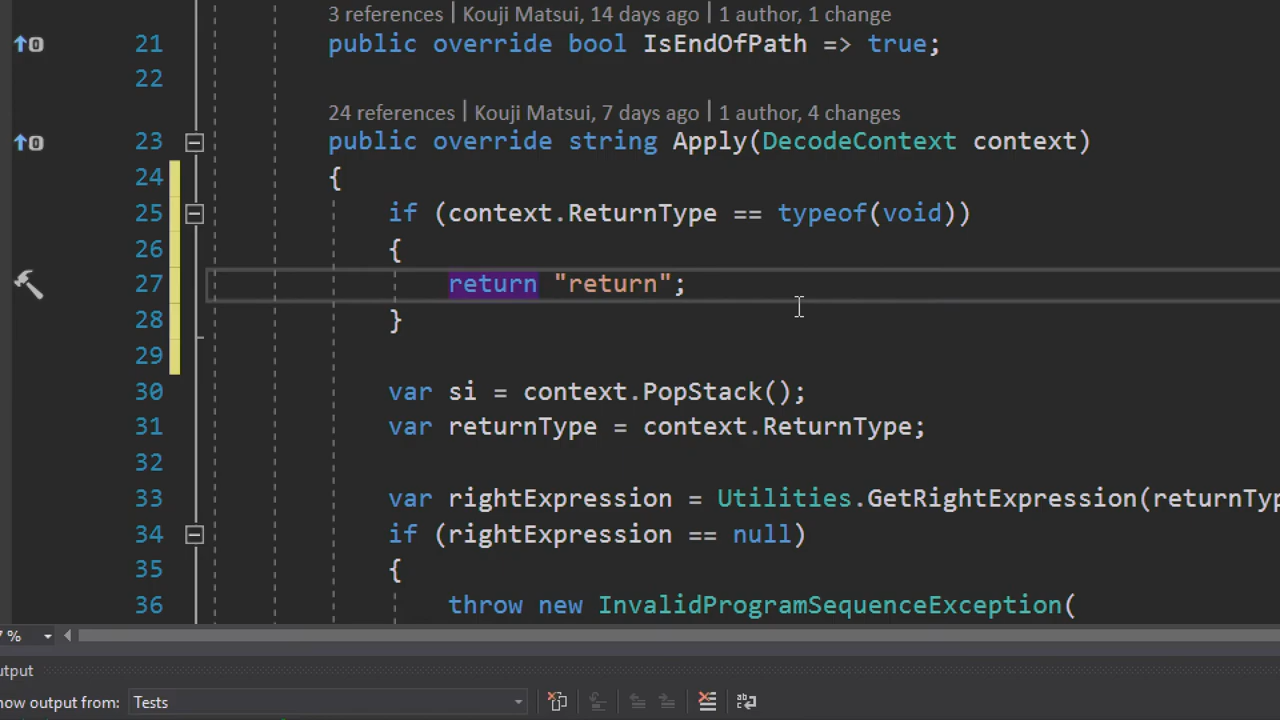 3 references | Kouji Matsui, 14 days ago | 1 author, 1 change
21 public override bool IsEndOfPath => true;
22
24 references | Kouji Matsui, 7 days ago | 1 author, 4 changes
23 public override string Apply(DecodeContext context)
24 {
25 if (context.ReturnType == typeof(void))
26 {
27 return "return";
28 }
29
30 var si = context.PopStack();
31 var returnType = context.ReturnType;
32
33 var rightExpression = Utilities.GetRightExpression(returnTyp
34 if (rightExpression == null)
35 {
36 throw new InvalidProgramSequenceException(
7 %
utput
how output from: Tests